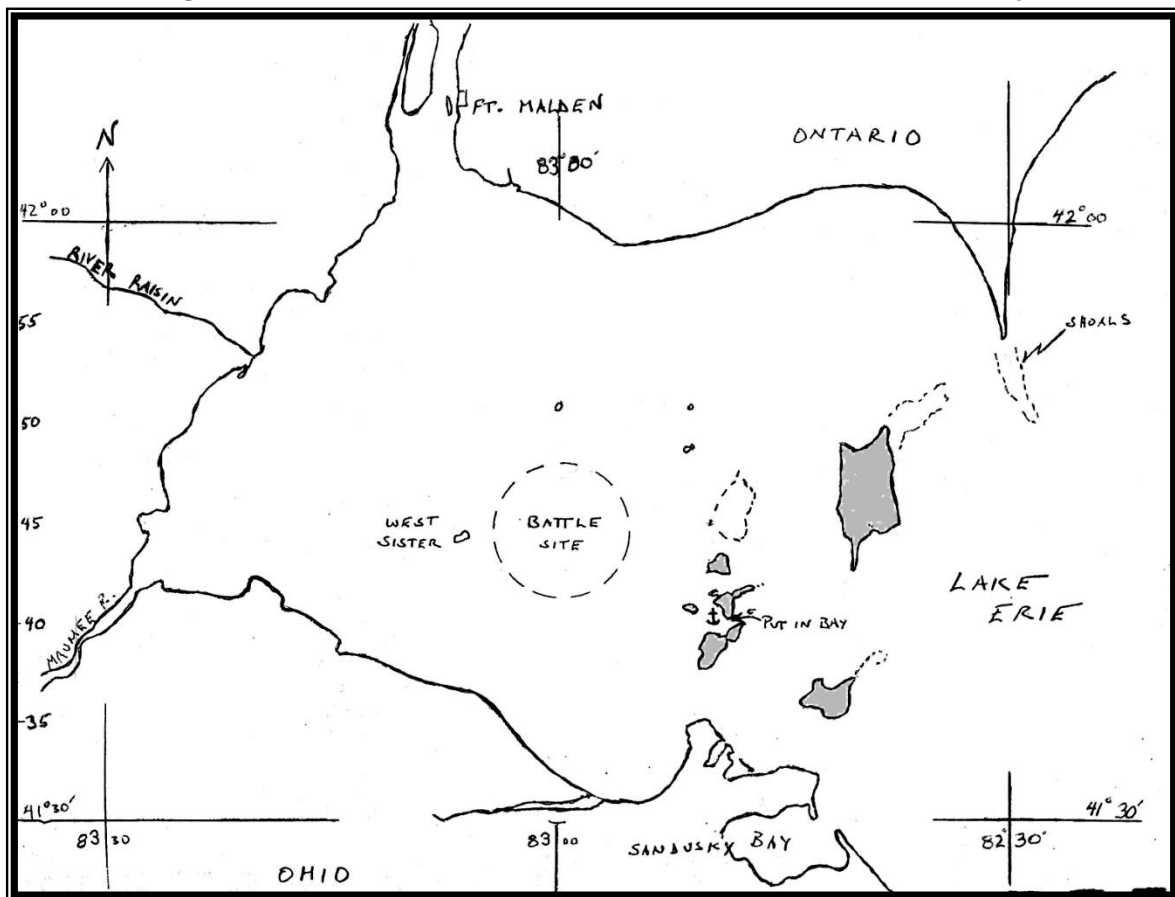 N
FT. MALDEN
83°00'
ONTARIO
42°00
42°00
RIVER RAISIN
55
SHOALS
50
45
WEST
SISTER
BATTLE
SITE
LAKE
ERIE
MAUMEE R.
40
PUT IN BAY
35
41°30'
41°30'
83 30
83 00
SANDUSKY BAY
82°30'
OHIO